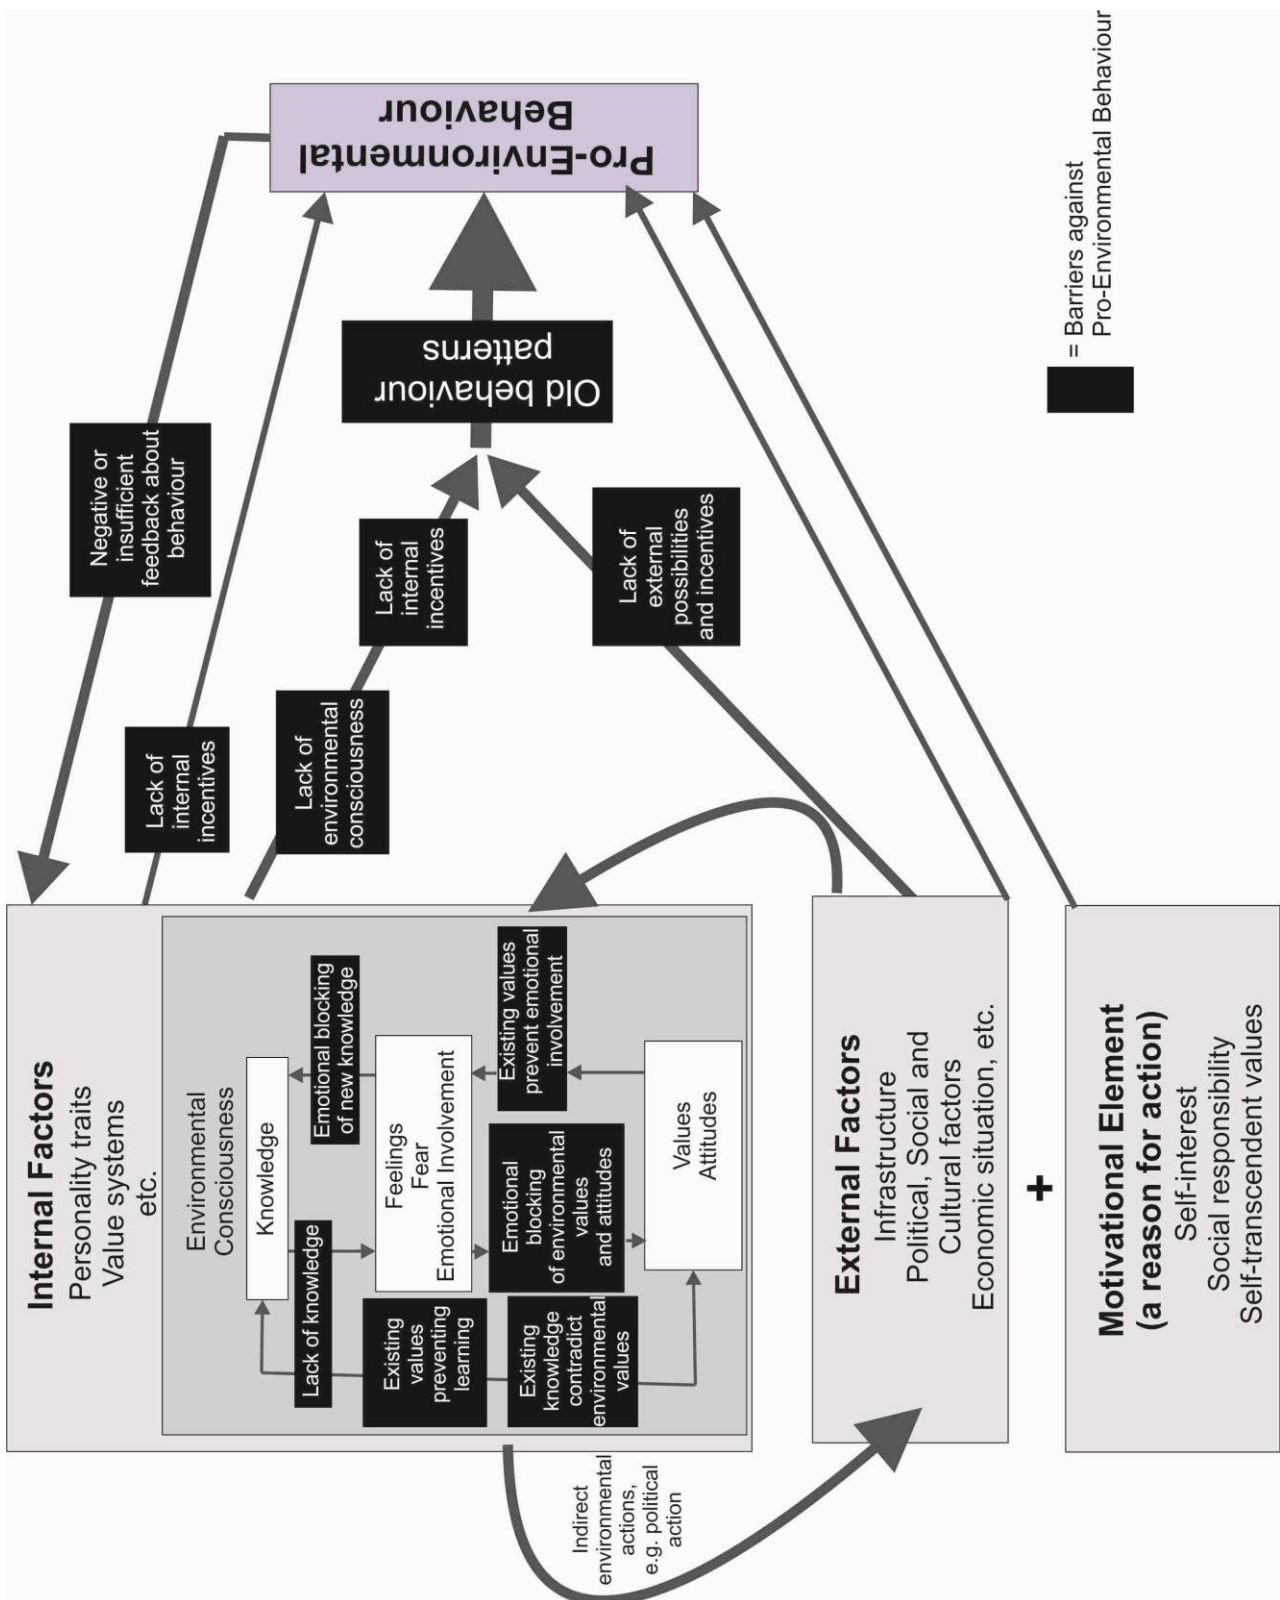 Internal Factors
Personality traits
Value systems
etc.
Environmental
Consciousness
Knowledge
Lack of knowledge
Emotional blocking
of new knowledge
Feelings
Fear
Emotional Involvement
Existing
values
preventing
learning
Existing
knowledge
contradict
environmental
values
Emotional
blocking
of environmental
values
and attitudes
Existing values
prevent emotional
involvement
Values
Attitudes
Indirect
environmental
actions,
e.g. political
action
External Factors
Infrastructure
Political, Social and
Cultural factors
Economic situation, etc.
+
Motivational Element
(a reason for action)
Self-interest
Social responsibility
Self-transcendent values
Negative or
insufficient
feedback about
behaviour
Lack of
internal
incentives
Lack of
environmental
consciousness
Lack of
internal
incentives
Lack of
external
possibilities
and incentives
Old behaviour
patterns
Pro-Environmental
Behaviour
= Barriers against
Pro-Environmental Behaviour